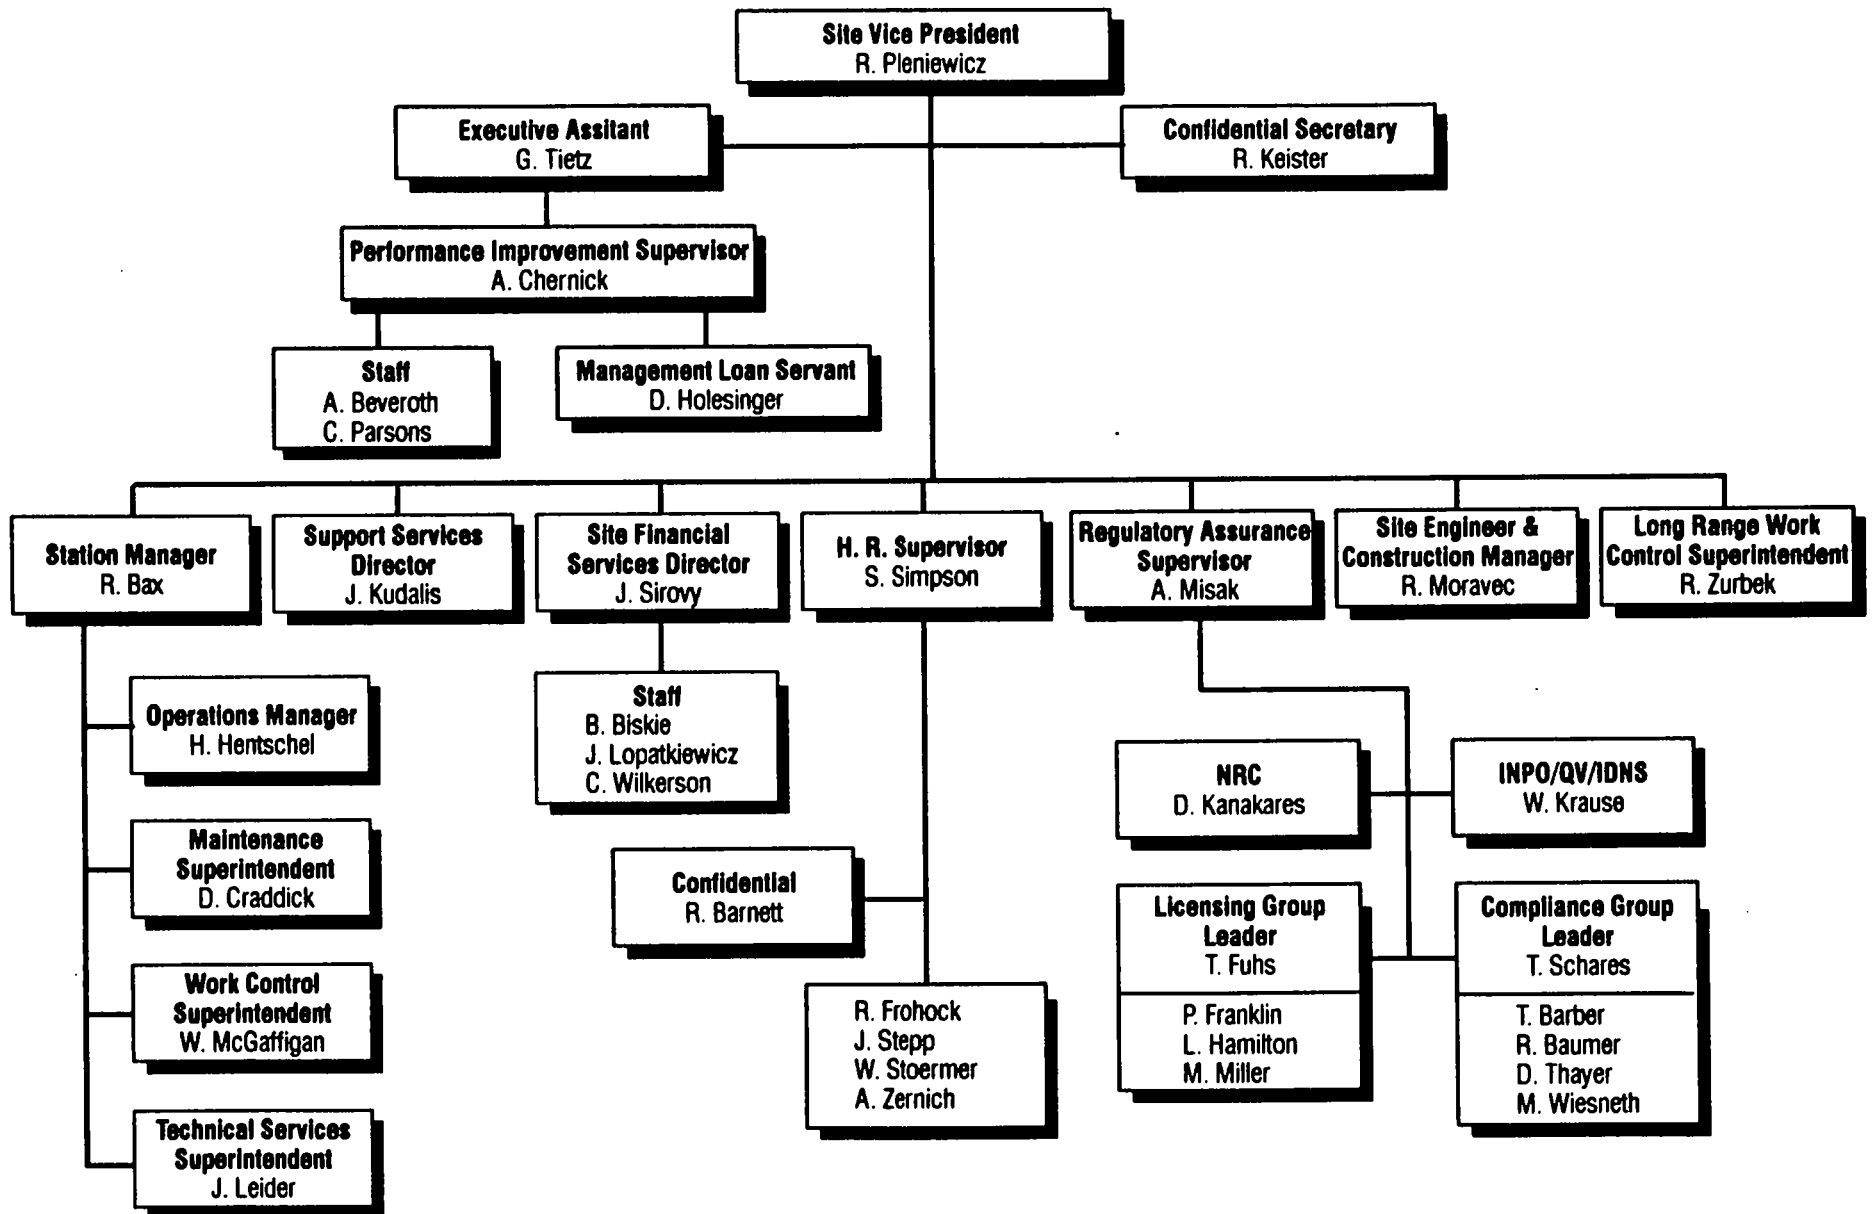 Site Vice President
R. Pleniewicz
Executive Assitant
G. Tietz
Confidential Secretary
R. Keister
Performance Improvement Supervisor
A. Chernick
Staff
A. Beveroth
C. Parsons
Management Loan Servant
D. Holesinger
Station Manager
R. Bax
Support Services
Director
J. Kudalis
Site Financial
Services Director
J. Sirovy
H. R. Supervisor
S. Simpson
Regulatory Assurance
Supervisor
A. Misak
Site Engineer &
Construction Manager
R. Moravec
Long Range Work
Control Superintendent
R. Zurbek
Operations Manager
H. Hentschel
Maintenance
Superintendent
D. Craddick
Work Control
Superintendent
W. McGaffigan
Technical Services
Superintendent
J. Leider
Staff
B. Biskie
J. Lopatkiewicz
C. Wilkerson
Confidential
R. Barnett
R. Frohock
J. Stepp
W. Stoermer
A. Zernich
NRC
D. Kanakares
INPO/QV/IDNS
W. Krause
Licensing Group
Leader
T. Fuhs
P. Franklin
L. Hamilton
M. Miller
Compliance Group
Leader
T. Schares
T. Barber
R. Baumer
D. Thayer
M. Wiesneth